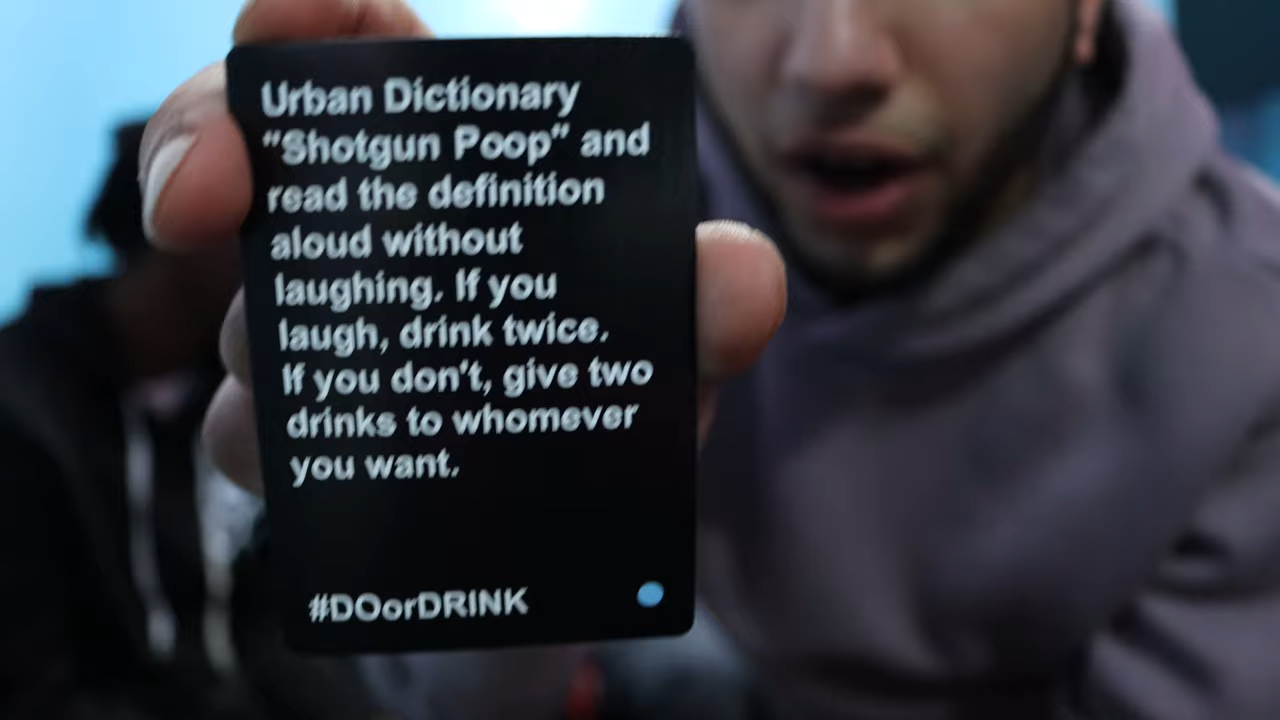 Urban Dictionary
"Shotgun Poop" and
read the definition
aloud without
laughing. If you
laugh, drink twice.
If you don't, give two
drinks to whomever
you want.
#DOorDRINK